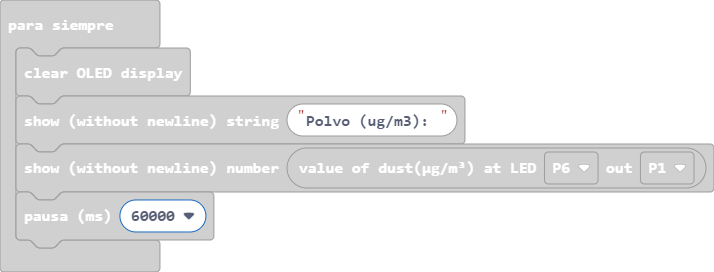 para siempre
clear OLED display
show (without newline) string "Polvo (ug/m3): "
show (without newline) number value of dust(μg/m³) at LED P6 out P1
pausa (ms) 60000